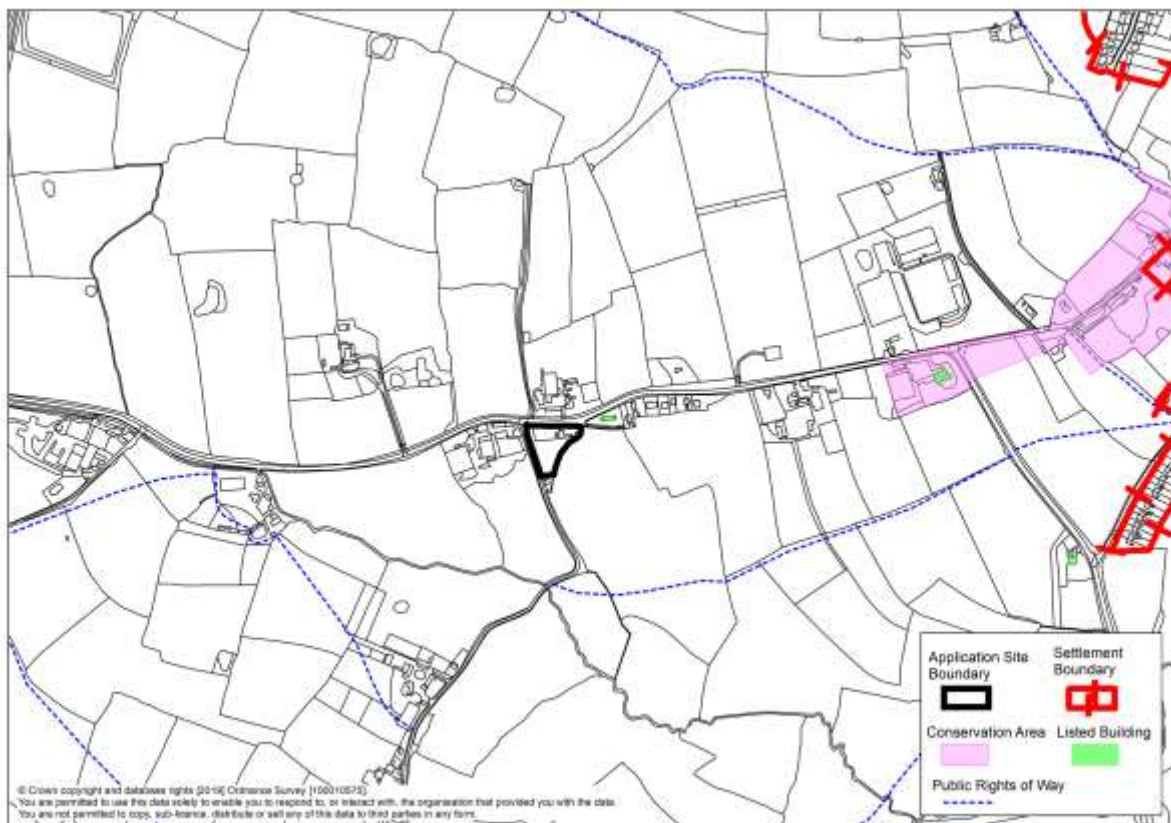 Application Site
Boundary
Settlement
Boundary
Conservation Area
Listed Building
Public Rights of Way
© Crown copyright and database rights [2019] Ordnance Survey [100010575].
You are permitted to use this data solely to enable you to respond to, or interact with, the organisation that provided you with the data.
You are not permitted to copy, sub-licence, distribute or sell any of this data to third parties in any form.